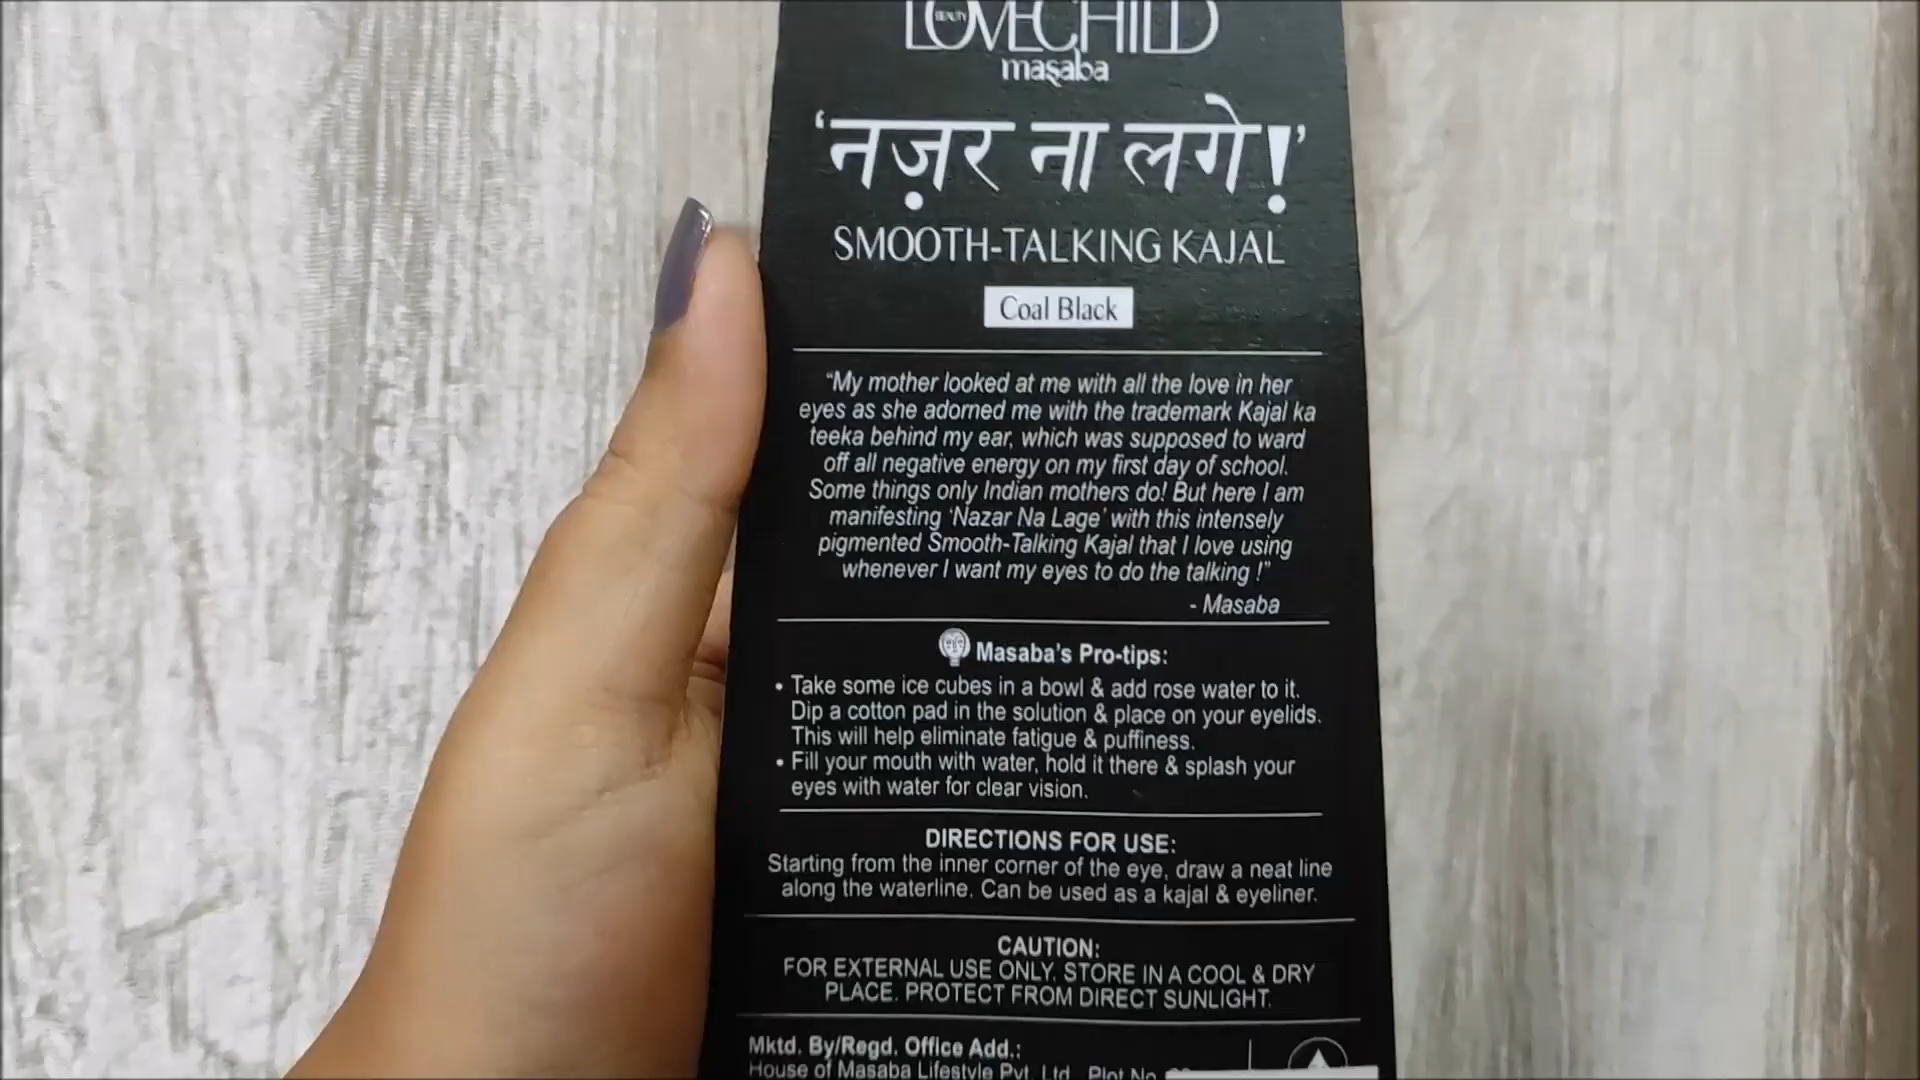 LOVECHILD
BEAUTY
masaba
‘नज़र ना लगे!’
SMOOTH-TALKING KAJAL
Coal Black
“My mother looked at me with all the love in her
eyes as she adorned me with the trademark Kajal ka
teeka behind my ear, which was supposed to ward
off all negative energy on my first day of school.
Some things only Indian mothers do! But here I am
manifesting ‘Nazar Na Lage’ with this intensely
pigmented Smooth-Talking Kajal that I love using
whenever I want my eyes to do the talking !”
- Masaba
Masaba's Pro-tips:
• Take some ice cubes in a bowl & add rose water to it.
Dip a cotton pad in the solution & place on your eyelids.
This will help eliminate fatigue & puffiness.
• Fill your mouth with water, hold it there & splash your
eyes with water for clear vision.
DIRECTIONS FOR USE:
Starting from the inner corner of the eye, draw a neat line
along the waterline. Can be used as a kajal & eyeliner.
CAUTION:
FOR EXTERNAL USE ONLY. STORE IN A COOL & DRY
PLACE. PROTECT FROM DIRECT SUNLIGHT.
Mktd. By/Regd. Office Add.:
House of Masaba Lifestyle Pvt. Ltd. Plot No.